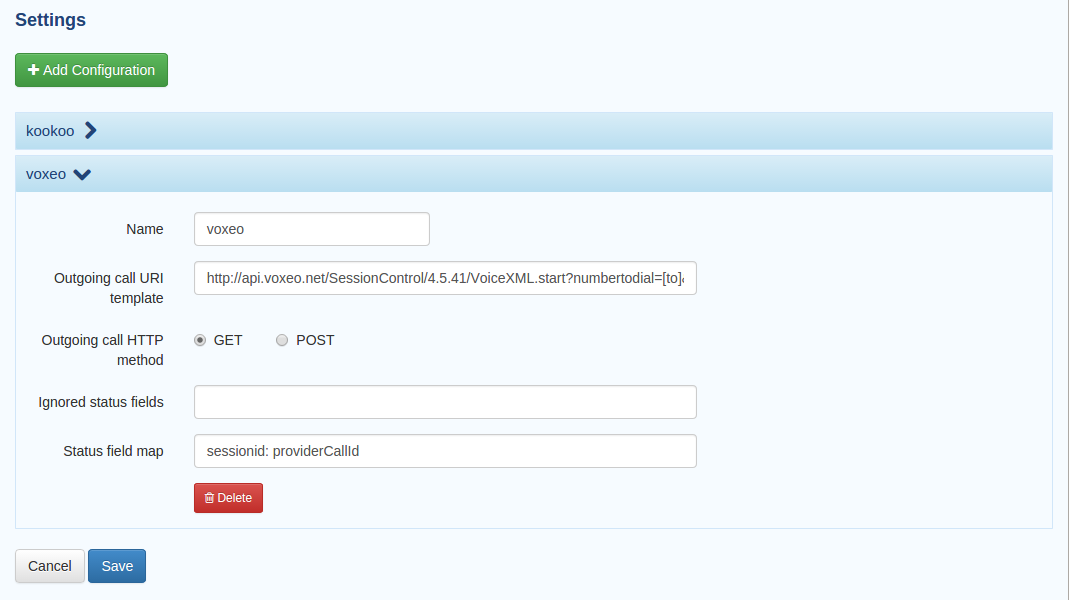 Settings
Add Configuration
kookoo
voxeo
Name
voxeo
Outgoing call URI
template
http://api.voxeo.net/SessionControl/4.5.41/VoiceXML.start?numbertodial=[to]
Outgoing call HTTP
method
GET
POST
Ignored status fields
Status field map
sessionid: providerCallId
Delete
Cancel
Save